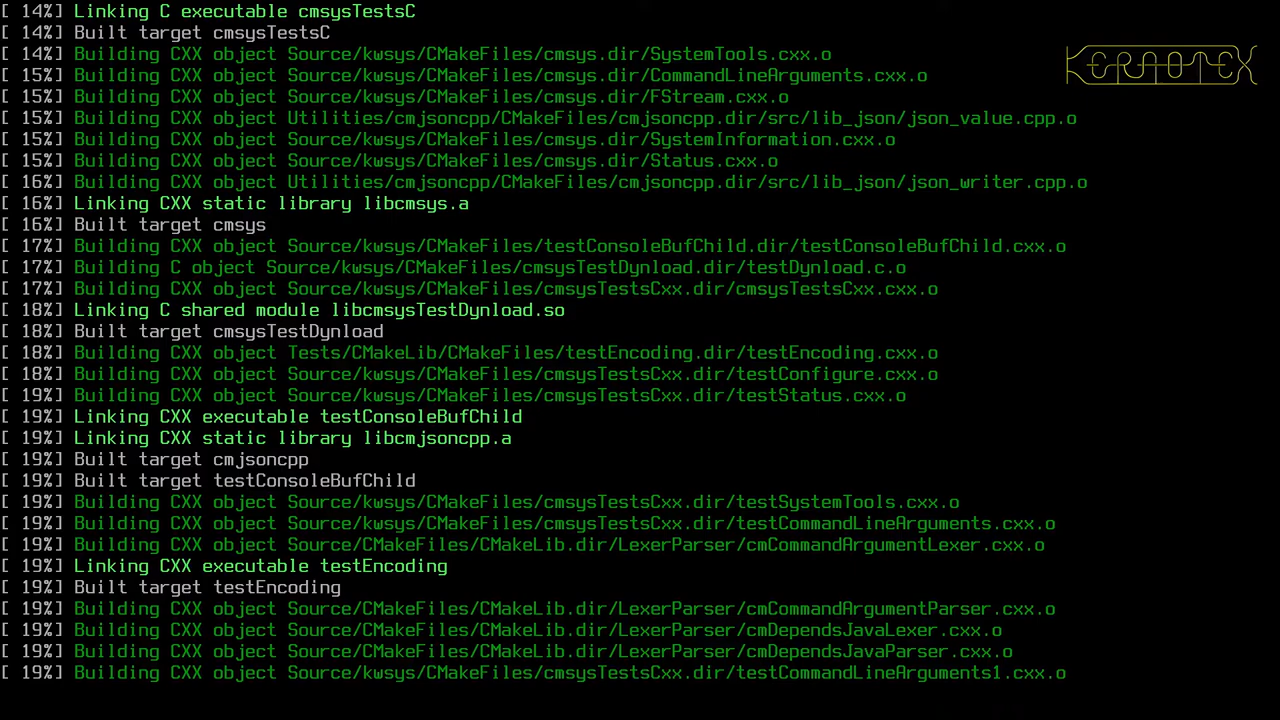 [ 14%] Linking C executable cmsysTestsC
[ 14%] Built target cmsysTestsC
[ 14%] Building CXX object Source/kwsys/CMakeFiles/cmsys.dir/SystemTools.cxx.o
[ 15%] Building CXX object Source/kwsys/CMakeFiles/cmsys.dir/CommandLineArguments.cxx.o
[ 15%] Building CXX object Source/kwsys/CMakeFiles/cmsys.dir/FStream.cxx.o
[ 15%] Building CXX object Utilities/cmjsoncpp/CMakeFiles/cmjsoncpp.dir/src/lib_json/json_value.cpp.o
[ 15%] Building CXX object Source/kwsys/CMakeFiles/cmsys.dir/SystemInformation.cxx.o
[ 15%] Building CXX object Source/kwsys/CMakeFiles/cmsys.dir/Status.cxx.o
[ 16%] Building CXX object Utilities/cmjsoncpp/CMakeFiles/cmjsoncpp.dir/src/lib_json/json_writer.cpp.o
[ 16%] Linking CXX static library libcmsys.a
[ 16%] Built target cmsys
[ 17%] Building CXX object Source/kwsys/CMakeFiles/testConsoleBufChild.dir/testConsoleBufChild.cxx.o
[ 17%] Building C object Source/kwsys/CMakeFiles/cmsysTestDynload.dir/testDynload.c.o
[ 17%] Building CXX object Source/kwsys/CMakeFiles/cmsysTestsCxx.dir/cmsysTestsCxx.cxx.o
[ 18%] Linking C shared module libcmsysTestDynload.so
[ 18%] Built target cmsysTestDynload
[ 18%] Building CXX object Tests/CMakeLib/CMakeFiles/testEncoding.dir/testEncoding.cxx.o
[ 18%] Building CXX object Source/kwsys/CMakeFiles/cmsysTestsCxx.dir/testConfigure.cxx.o
[ 19%] Building CXX object Source/kwsys/CMakeFiles/cmsysTestsCxx.dir/testStatus.cxx.o
[ 19%] Linking CXX executable testConsoleBufChild
[ 19%] Linking CXX static library libcmjsoncpp.a
[ 19%] Built target cmjsoncpp
[ 19%] Built target testConsoleBufChild
[ 19%] Building CXX object Source/kwsys/CMakeFiles/cmsysTestsCxx.dir/testSystemTools.cxx.o
[ 19%] Building CXX object Source/kwsys/CMakeFiles/cmsysTestsCxx.dir/testCommandLineArguments.cxx.o
[ 19%] Building CXX object Source/CMakeFiles/CMakeLib.dir/LexerParser/cmCommandArgumentLexer.cxx.o
[ 19%] Linking CXX executable testEncoding
[ 19%] Built target testEncoding
[ 19%] Building CXX object Source/CMakeFiles/CMakeLib.dir/LexerParser/cmCommandArgumentParser.cxx.o
[ 19%] Building CXX object Source/CMakeFiles/CMakeLib.dir/LexerParser/cmDependsJavaLexer.cxx.o
[ 19%] Building CXX object Source/CMakeFiles/CMakeLib.dir/LexerParser/cmDependsJavaParser.cxx.o
[ 19%] Building CXX object Source/kwsys/CMakeFiles/cmsysTestsCxx.dir/testCommandLineArguments1.cxx.o